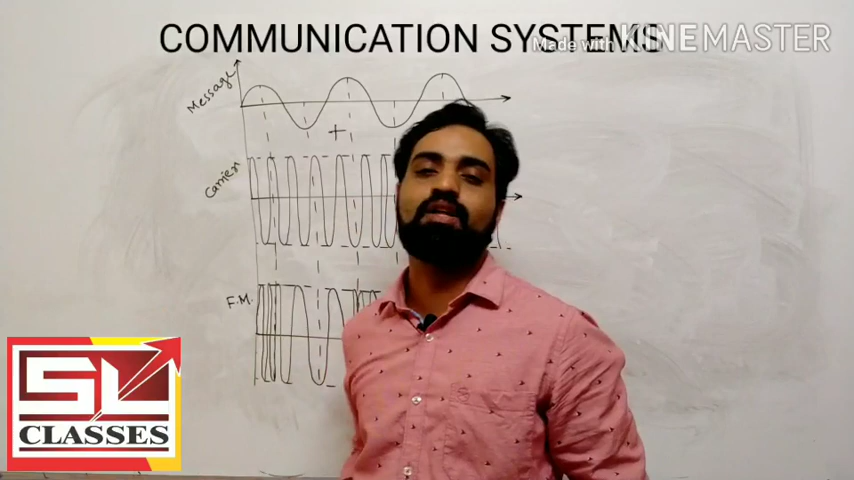 COMMUNICATION SYSTEMS
Made with KINEMASTER
Message
+
Carrier
F.M.
SL
CLASSES